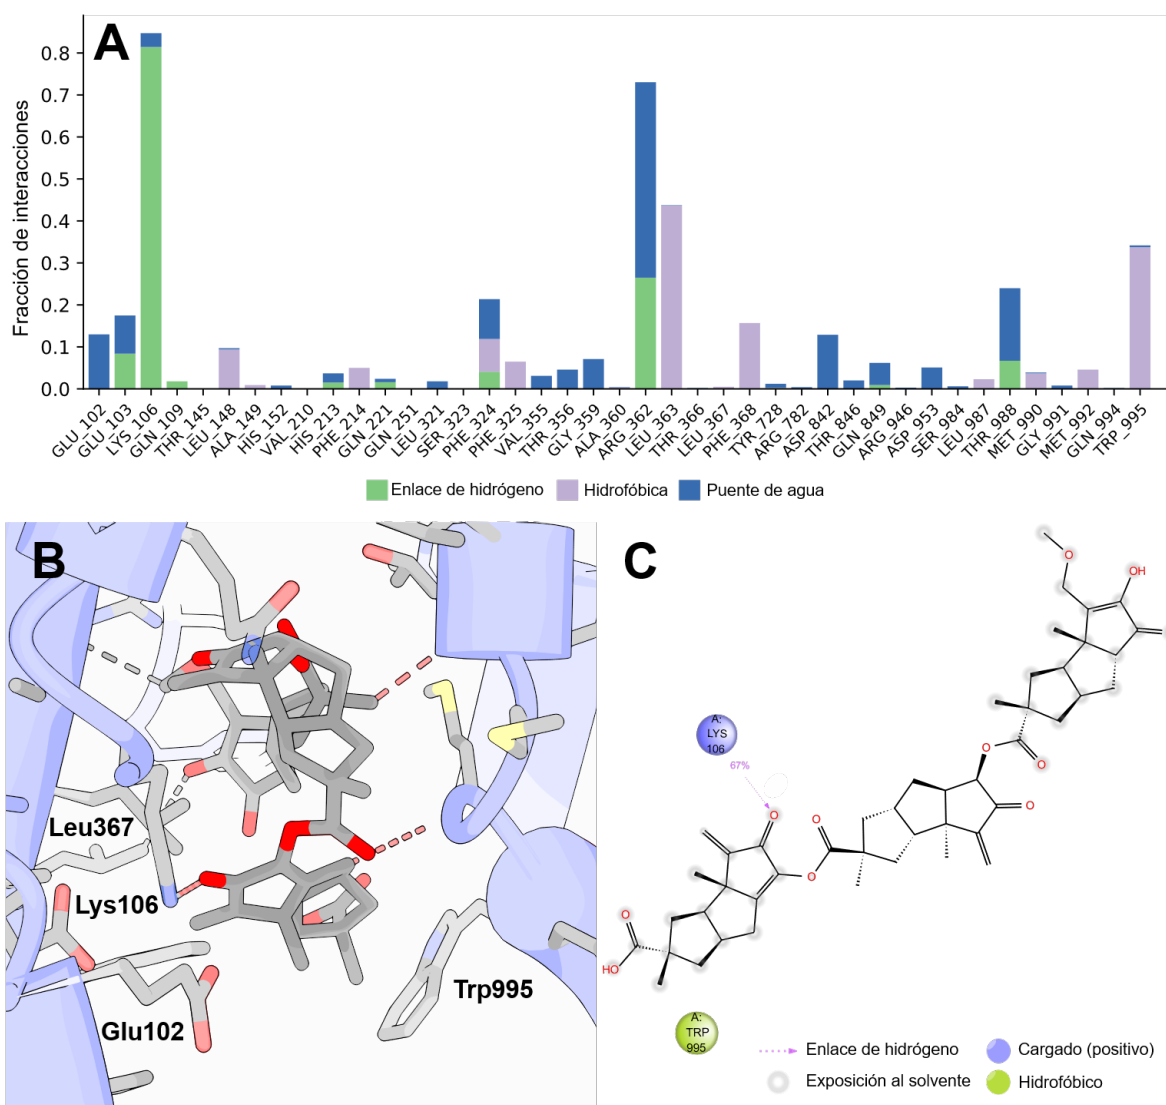 A
Fracción de interacciones
0.8
0.7
0.6
0.5
0.4
0.3
0.2
0.1
0.0
GLU_102
GLU_103
LYS_106
GLN_109
THR_145
LEU_148
ALA_149
HIS_152
VAL_210
HIS_213
PHE_214
GLN_221
GLN_251
LEU_321
SER_323
PHE_324
PHE_325
VAL_355
THR_356
GLY_359
ALA_360
ARG_362
LEU_363
THR_366
LEU_367
PHE_368
TYR_728
ARG_782
ASP_842
THR_846
GLN_849
ARG_946
ASP_953
SER_984
LEU_987
THR_988
MET_990
GLY_991
MET_992
GLN_994
TRP_995
Enlace de hidrógeno Hidrofóbica Puente de agua
B
Leu367
Lys106
Glu102
Trp995
C
O
OH
O
O
A:
LYS
106
67%
O
O
O
O
O
HO
A:
TRP
995
Enlace de hidrógeno
Cargado (positivo)
Exposición al solvente
Hidrofóbico